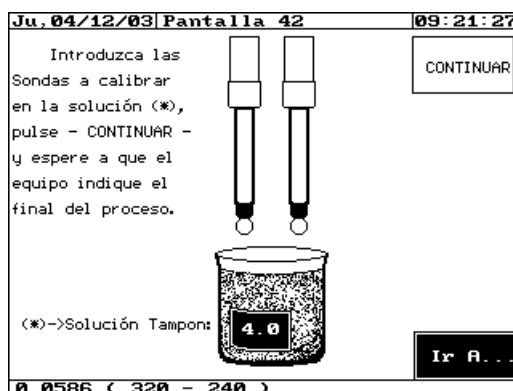 Ju,04/12/03 Pantalla 42 09:21:27
Introduzca las
Sondas a calibrar
en la solución (*),
pulse - CONTINUAR -
y espere a que el
equipo indique el
final del proceso.
CONTINUAR
(*)->Solución Tampon:
4.0
Ir A...
0 0586 ( 320 - 240 )